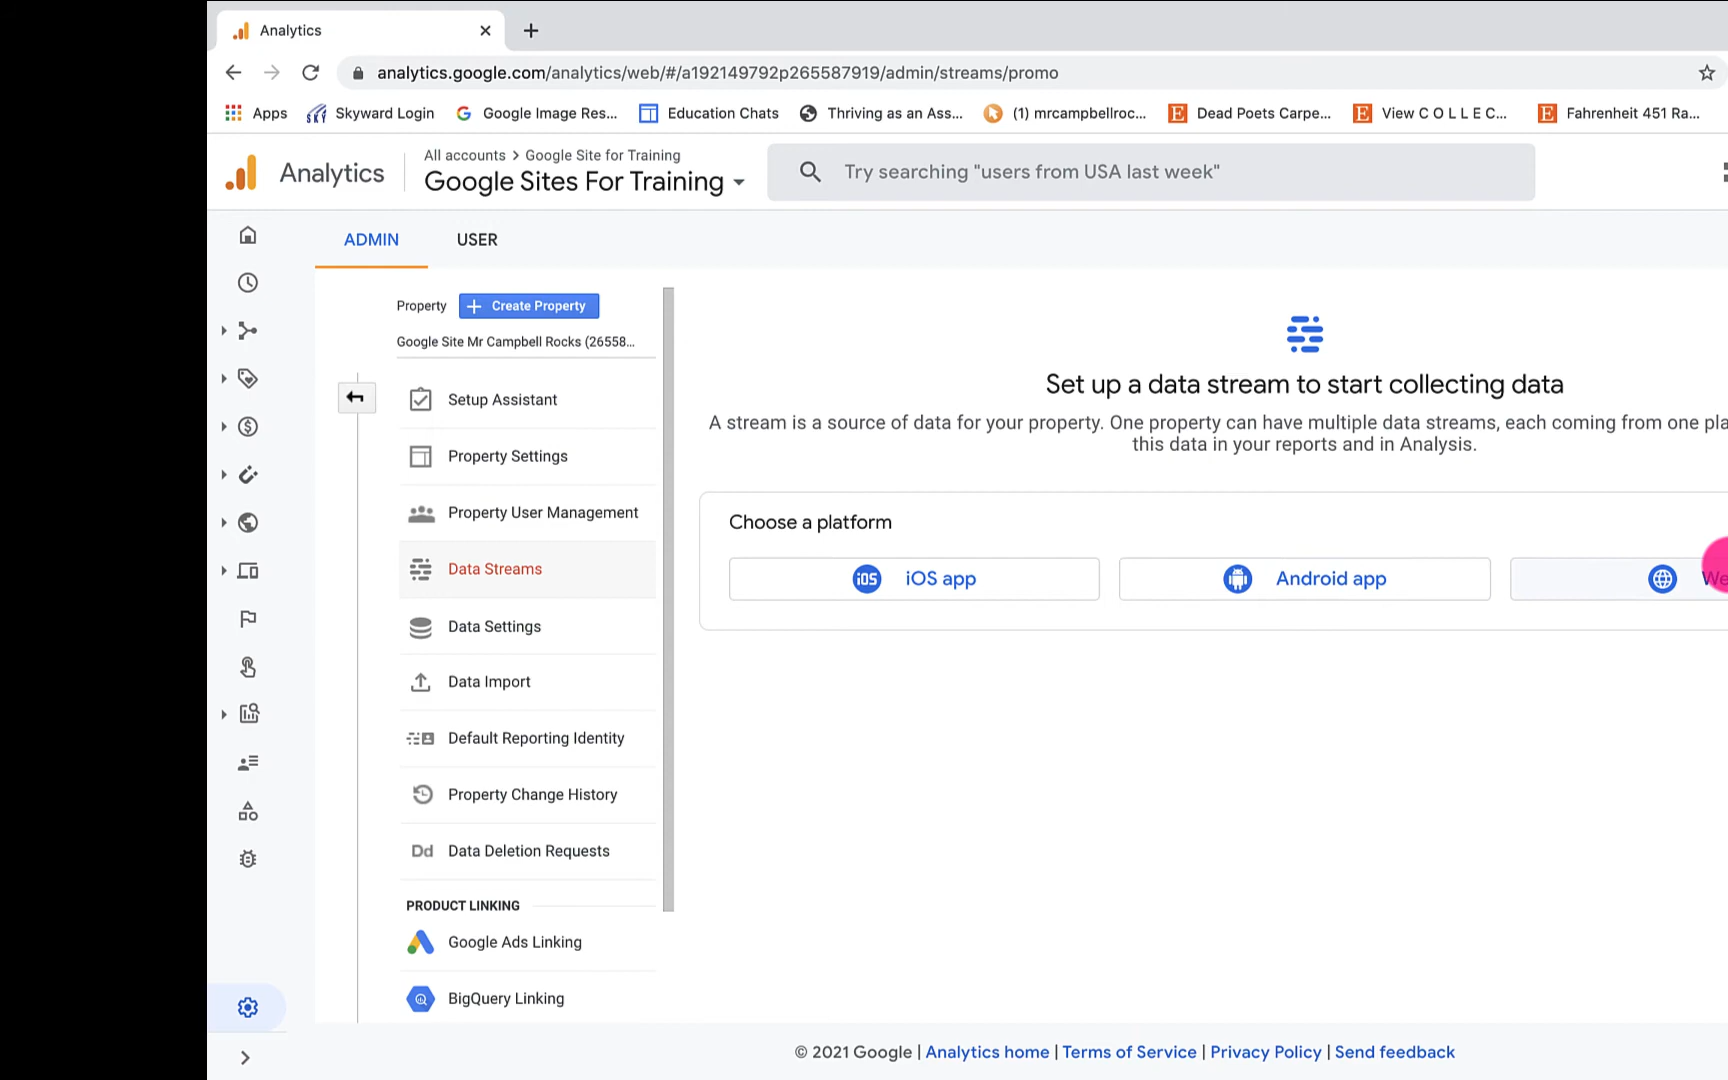 Analytics
analytics.google.com/analytics/web/#/a192149792p265587919/admin/streams/promo
Apps Skyward Login Google Image Res... Education Chats Thriving as an Ass... (1) mrcampbellroc... Dead Poets Carpe... View C O L L E C... Fahrenheit 451 Ra...
Analytics
All accounts > Google Site for Training
Google Sites For Training
Try searching "users from USA last week"
ADMIN USER
Property + Create Property
Google Site Mr Campbell Rocks (26558...
Setup Assistant
Property Settings
Property User Management
Data Streams
Data Settings
Data Import
Default Reporting Identity
Property Change History
Dd Data Deletion Requests
PRODUCT LINKING
Google Ads Linking
BigQuery Linking
Set up a data stream to start collecting data
A stream is a source of data for your property. One property can have multiple data streams, each coming from one pla
this data in your reports and in Analysis.
Choose a platform
iOS iOS app
Android app
© 2021 Google | Analytics home | Terms of Service | Privacy Policy | Send feedback